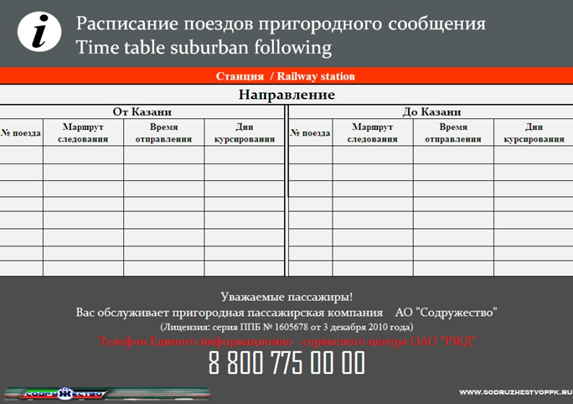 i
Расписание поездов пригородного сообщения
Time table suburban following
Станция / Railway station
Направление
От Казани До Казани
№ поезда Маршрут следования Время отправления Дни курсирования № поезда Маршрут следования Время отправления Дни курсирования
Уважаемые пассажиры!
Вас обслуживает пригородная пассажирская компания АО "Содружество"
(Лицензия: серия ППБ № 1605678 от 3 декабря 2010 года)
Телефон Единого информационно - сервисного центра ОАО "РЖД"
8 800 775 00 00
СОДРУЖЕСТВО
WWW.SODRUZHESTVOPPK.RU